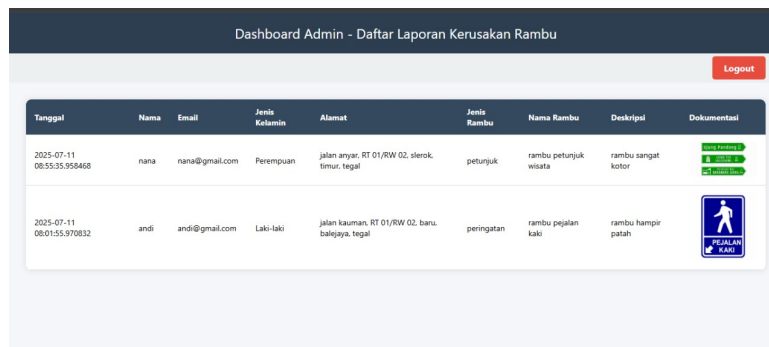 Dashboard Admin - Daftar Laporan Kerusakan Rambu
Logout
Tanggal Nama Email Jenis Kelamin Alamat Jenis Rambu Nama Rambu Deskripsi Dokumentasi
2025-07-11 08:55:35.958468 nana nana@gmail.com Perempuan jalan anyar, RT 01/RW 02, slerok, timur, tegal petunjuk rambu petunjuk wisata rambu sangat kotor
2025-07-11 08:01:55.970832 andi andi@gmail.com Laki-laki jalan kauman, RT 01/RW 02, baru, balejaya, tegal peringatan rambu pejalan kaki rambu hampir patah
PEJALAN
KAKI